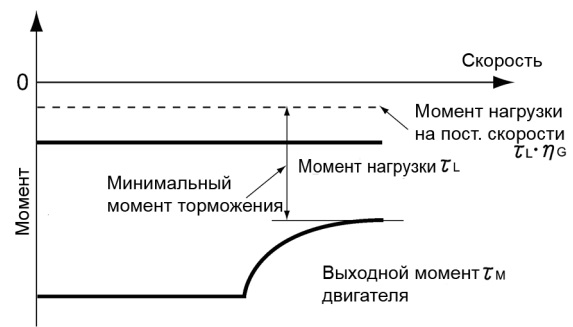 Скорость
0
Момент нагрузки
на пост. скорости
τL·ηG
Момент нагрузки τL
Минимальный
момент торможения
Момент
Выходной момент τM
двигателя